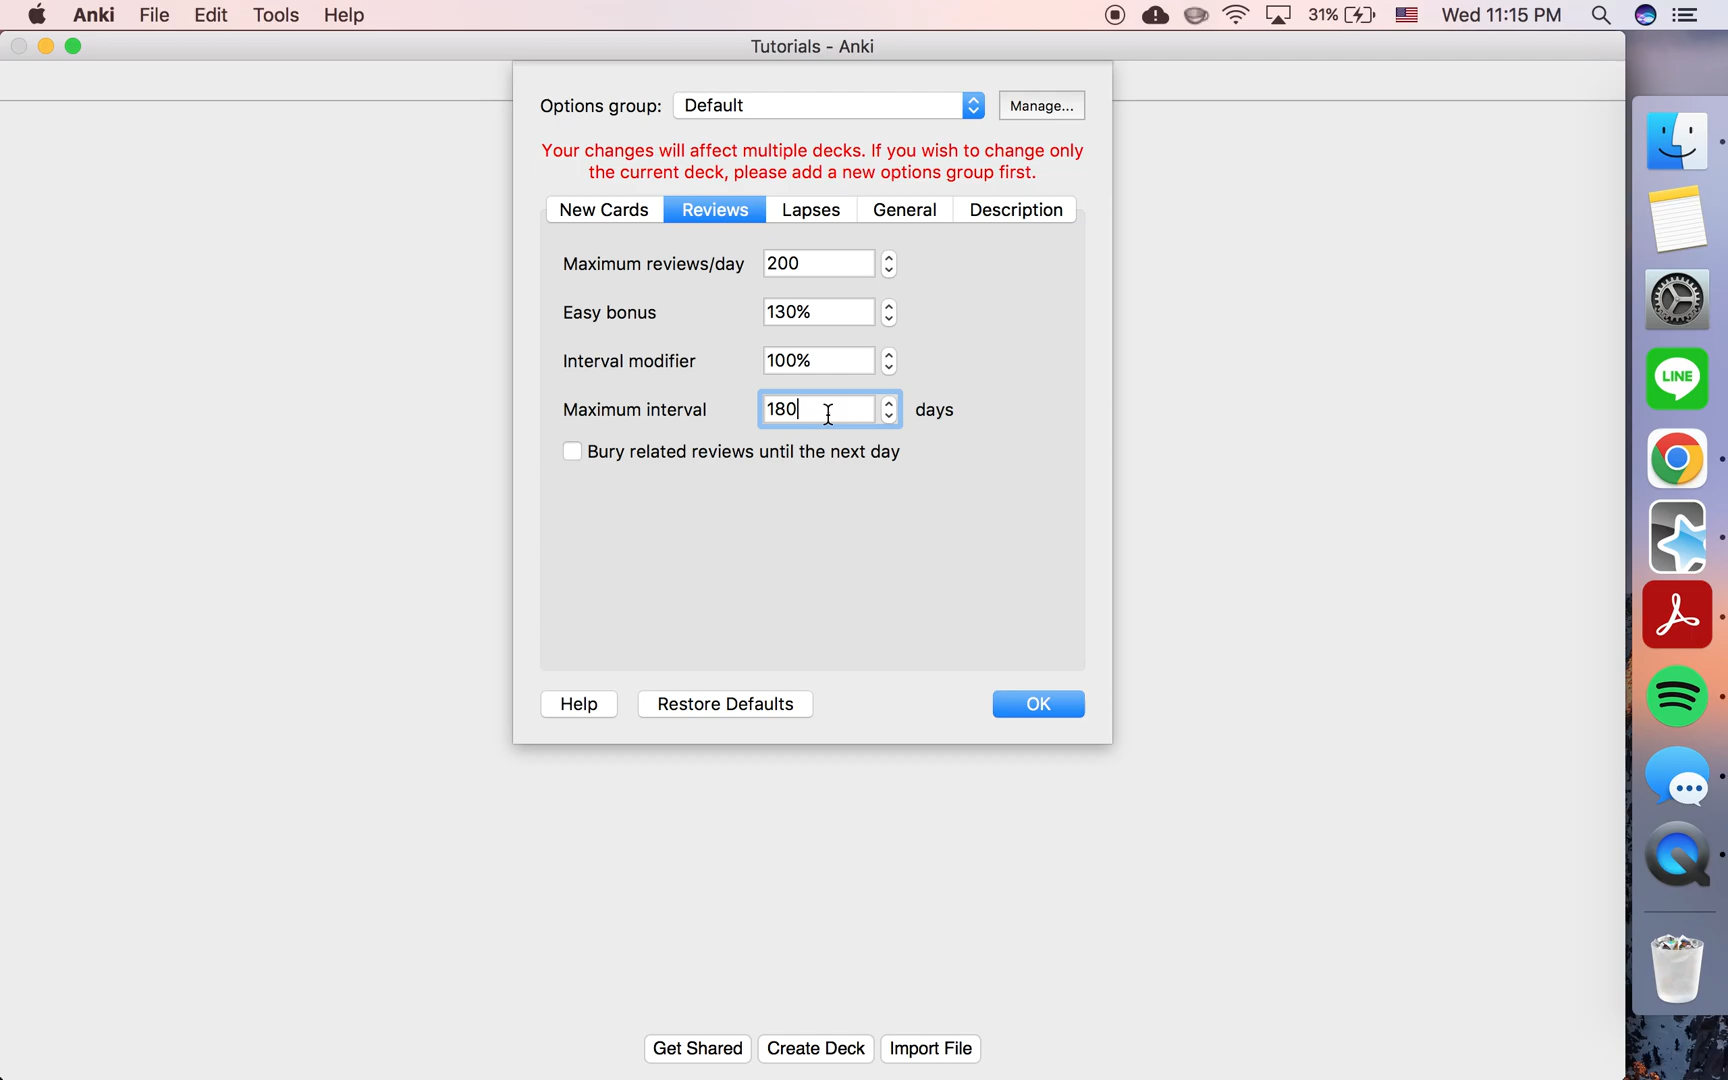 Anki File Edit Tools Help 31% Wed 11:15 PM
Tutorials - Anki
Options group: Default Manage...
Your changes will affect multiple decks. If you wish to change only
the current deck, please add a new options group first.
New Cards Reviews Lapses General Description
Maximum reviews/day 200
Easy bonus 130%
Interval modifier 100%
Maximum interval 180 days
Bury related reviews until the next day
Help Restore Defaults OK
LINE
Get Shared Create Deck Import File